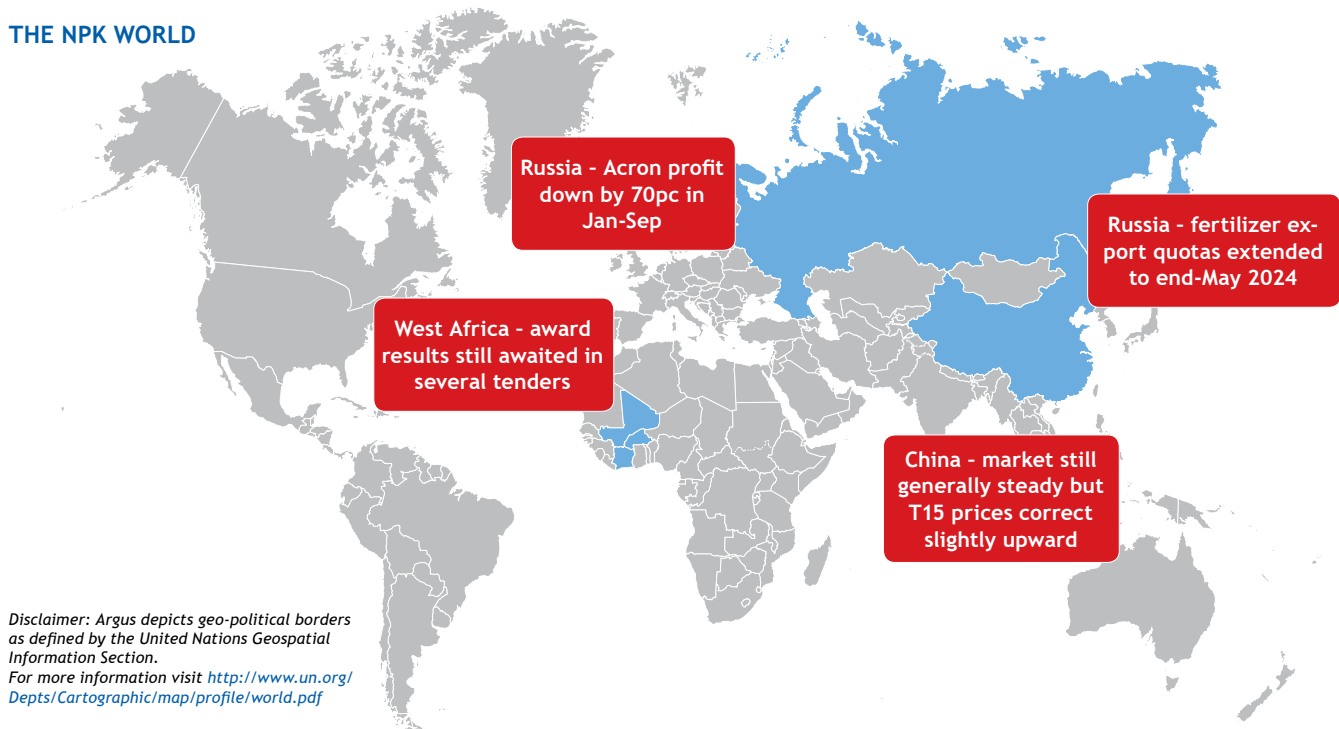 THE NPK WORLD
Russia - Acron profit
down by 70pc in
Jan-Sep
Russia - fertilizer ex-
port quotas extended
to end-May 2024
West Africa - award
results still awaited in
several tenders
China - market still
generally steady but
T15 prices correct
slightly upward
Disclaimer: Argus depicts geo-political borders
as defined by the United Nations Geospatial
Information Section.
For more information visit http://www.un.org/
Depts/Cartographic/map/profile/world.pdf